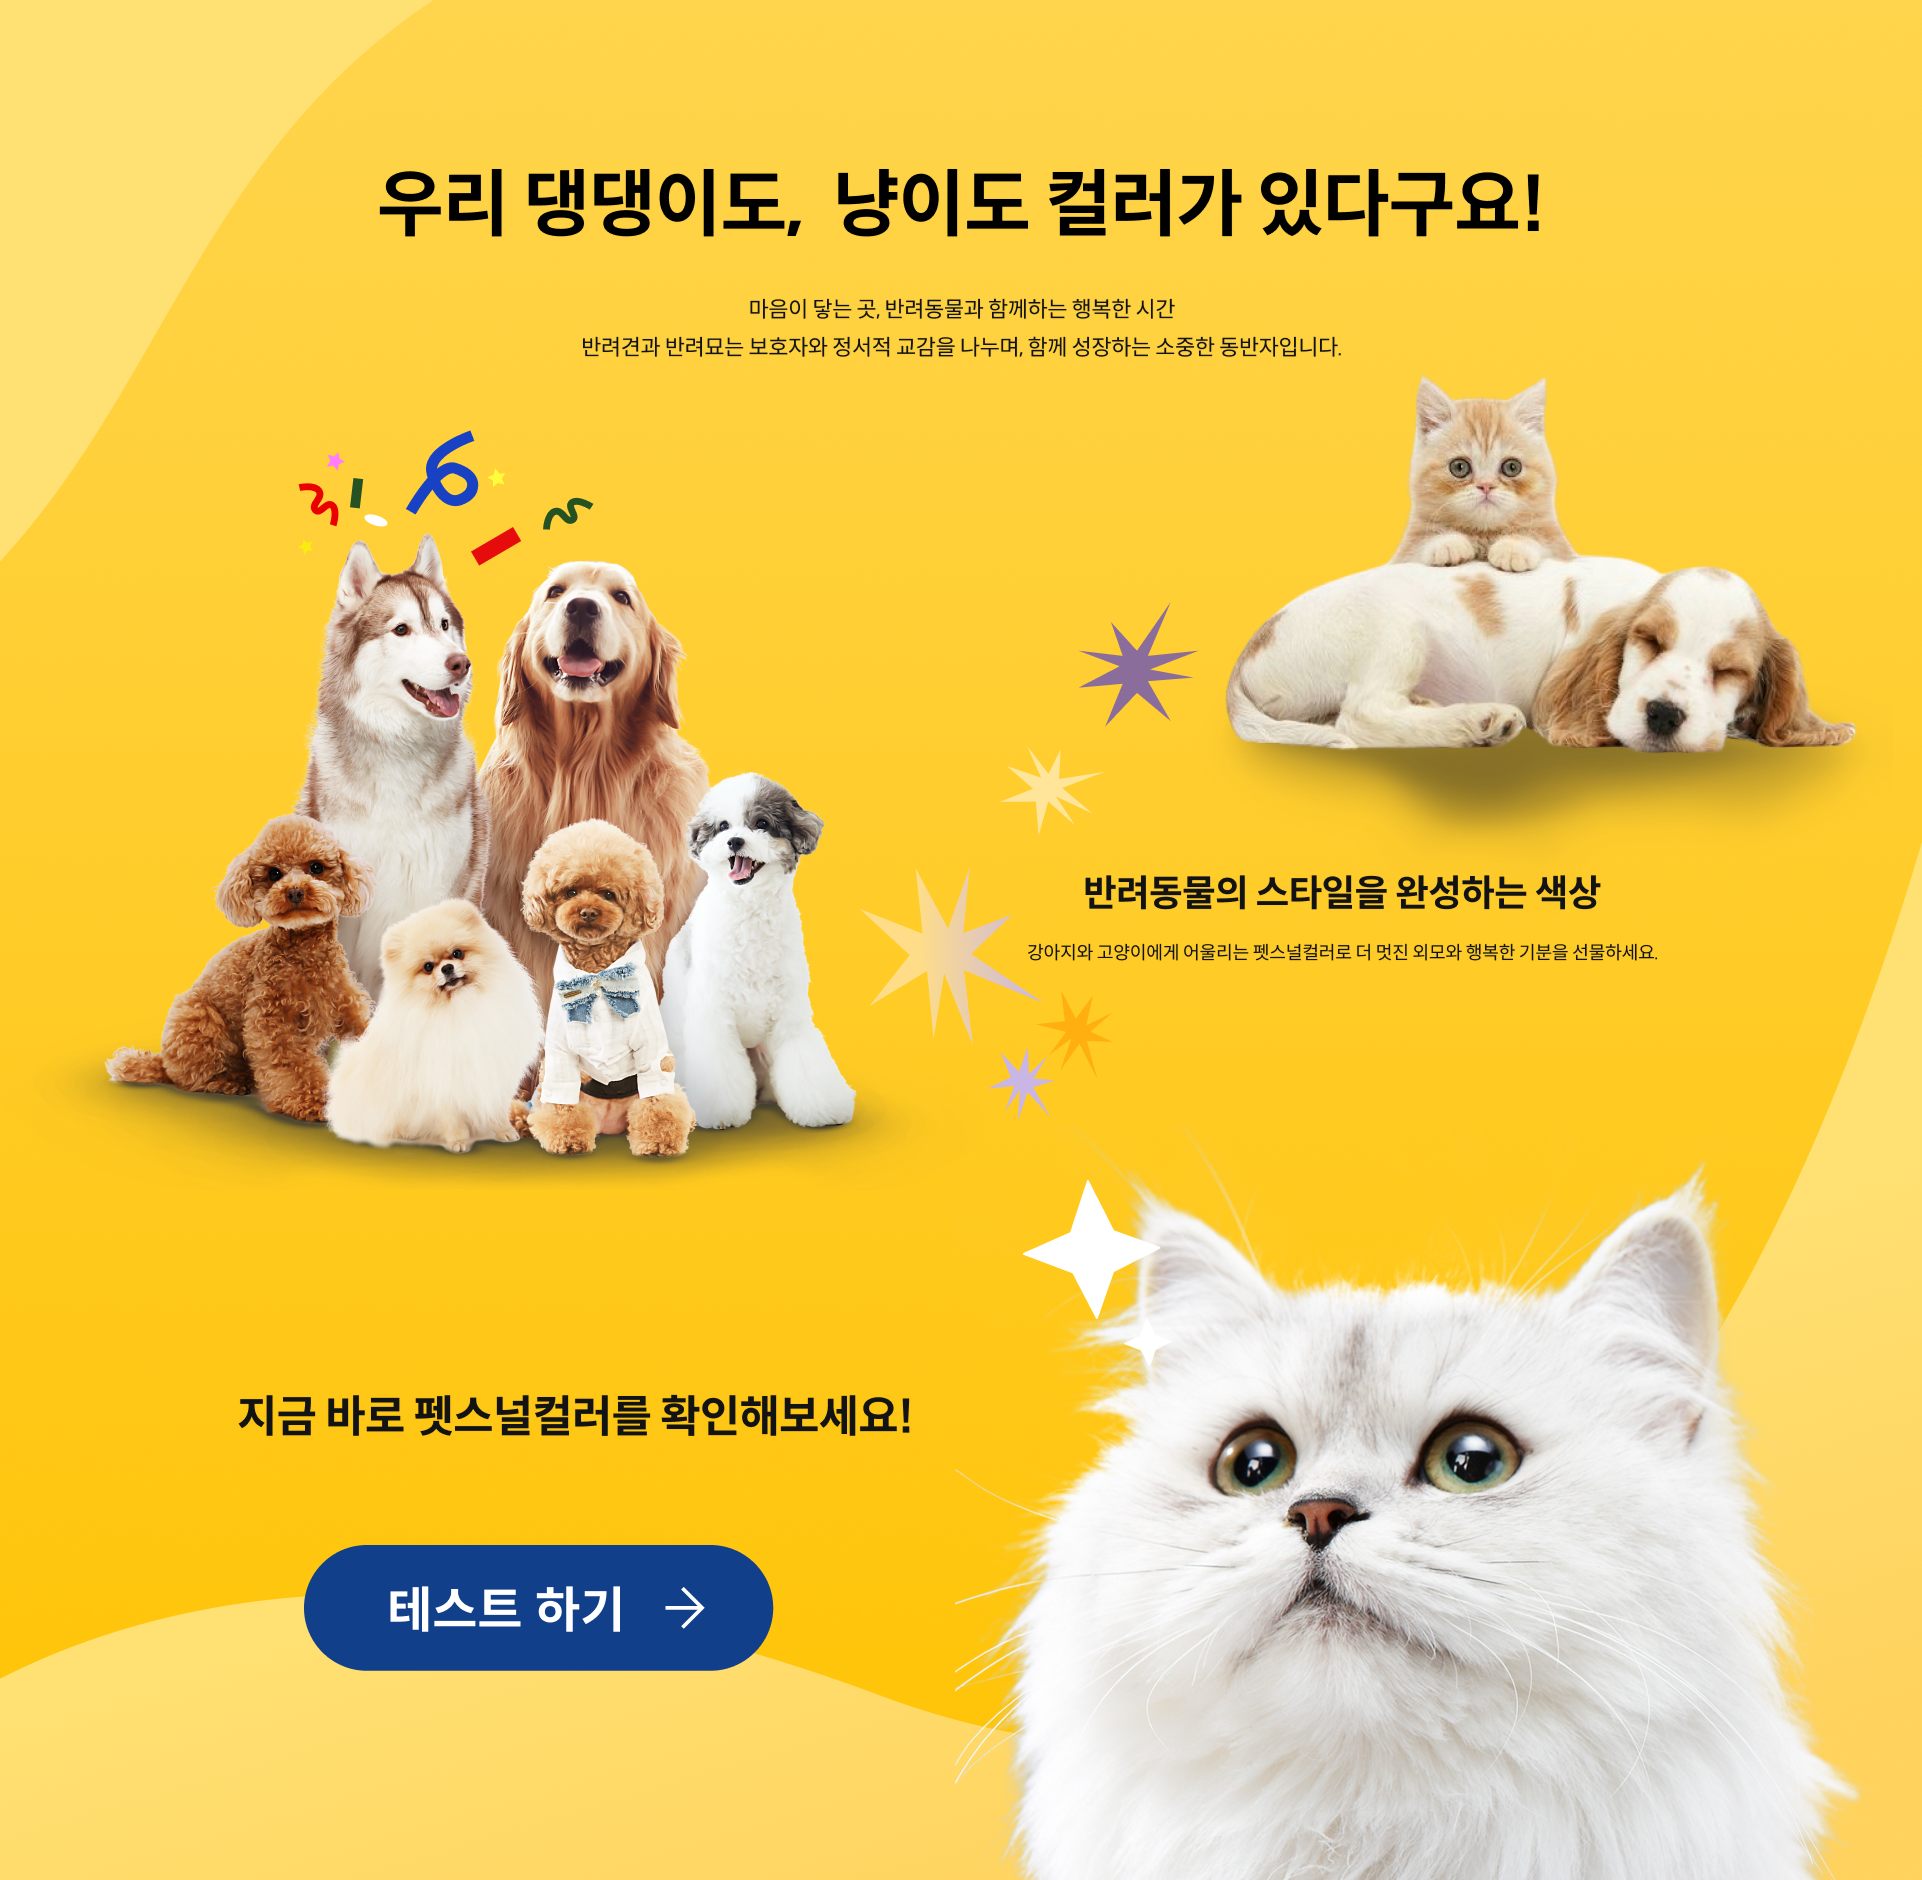 우리 댕댕이도, 냥이도 컬러가 있다구요!
마음이 닿는 곳, 반려동물과 함께하는 행복한 시간
반려견과 반려묘는 보호자와 정서적 교감을 나누며, 함께 성장하는 소중한 동반자입니다.
반려동물의 스타일을 완성하는 색상
강아지와 고양이에게 어울리는 펫스널컬러로 더 멋진 외모와 행복한 기분을 선물하세요.
지금 바로 펫스널컬러를 확인해보세요!
테스트 하기